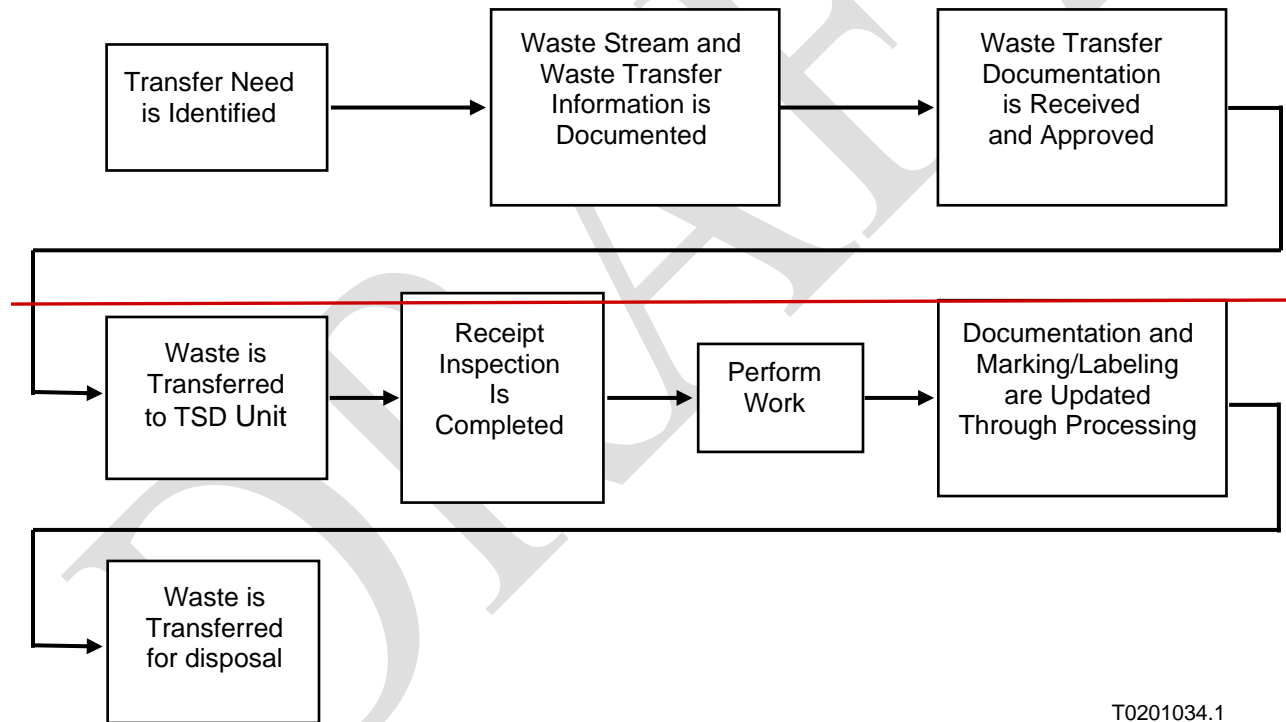 Transfer Need
is Identified
Waste Stream and
Waste Transfer
Information is
Documented
Waste Transfer
Documentation
is Received
and Approved
Waste is
Transferred
to TSD Unit
Receipt
Inspection
Is
Completed
Perform
Work
Documentation and
Marking/Labeling
are Updated
Through Processing
Waste is
Transferred
for disposal
T0201034.1
DRAFT